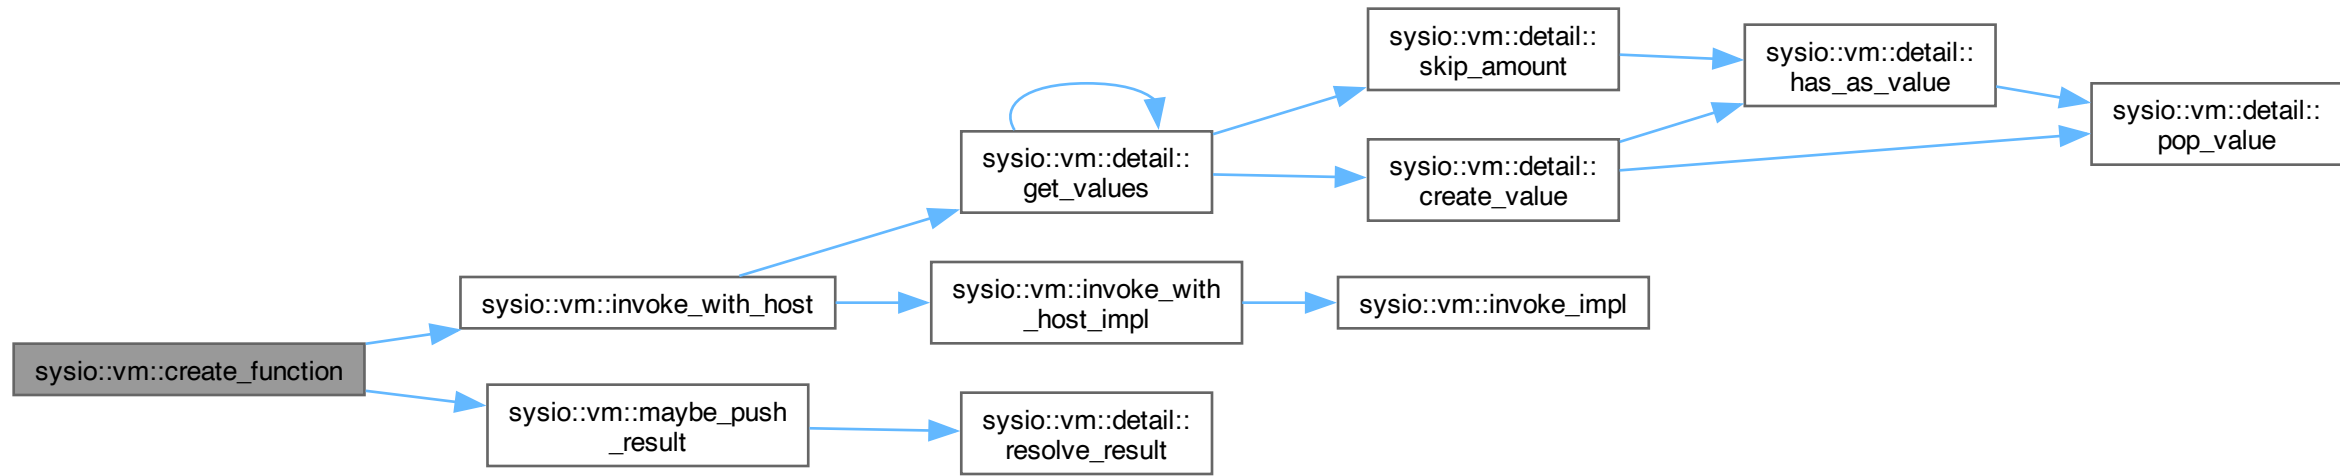 sysio::vm::create_function
sysio::vm::invoke_with_host
sysio::vm::maybe_push
_result
sysio::vm::detail::
get_values
sysio::vm::invoke_with
_host_impl
sysio::vm::detail::
resolve_result
sysio::vm::detail::
skip_amount
sysio::vm::detail::
create_value
sysio::vm::invoke_impl
sysio::vm::detail::
has_as_value
sysio::vm::detail::
pop_value